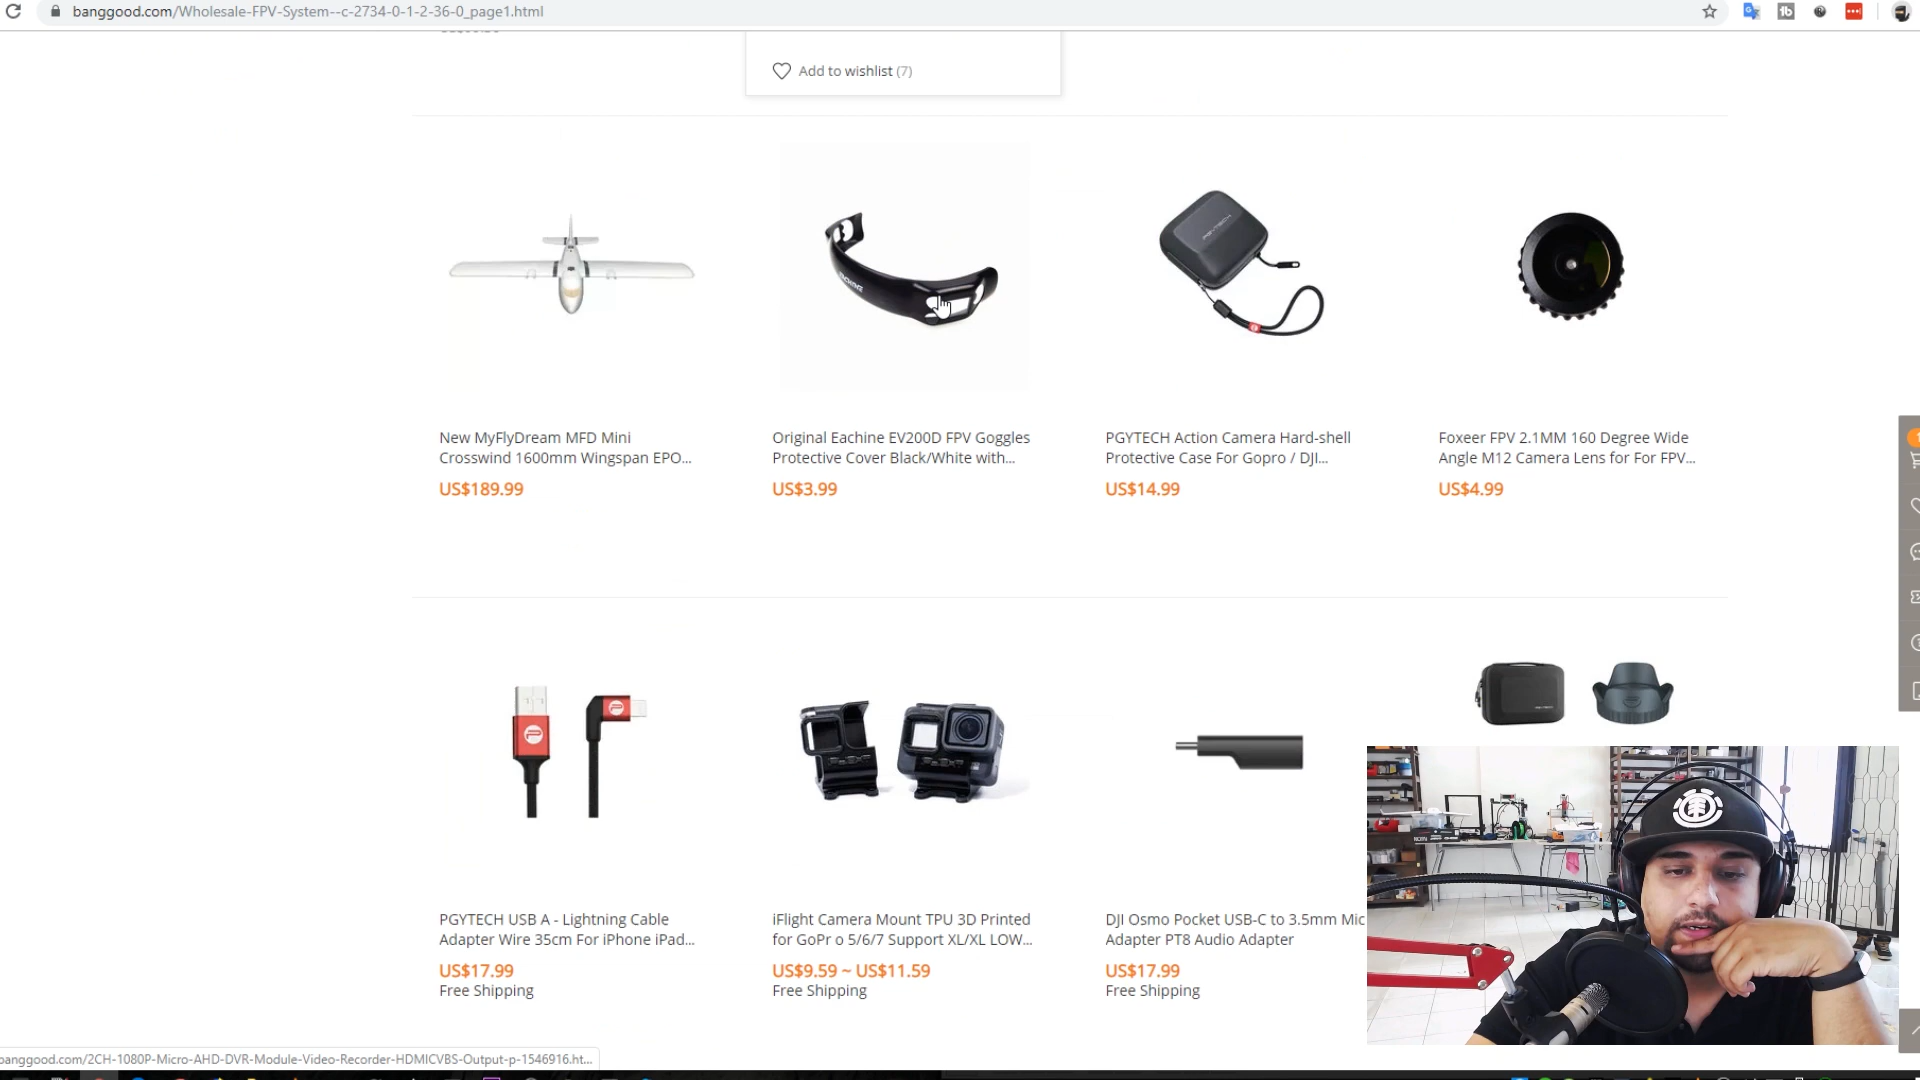 banggood.com/Wholesale-FPV-System--c-2734-0-1-2-36-0_page1.html
Add to wishlist (7)
New MyFlyDream MFD Mini
Crosswind 1600mm Wingspan EPO...
US$189.99
Original Eachine EV200D FPV Goggles
Protective Cover Black/White with...
US$3.99
PGYTECH Action Camera Hard-shell
Protective Case For Gopro / DJI...
US$14.99
Foxeer FPV 2.1MM 160 Degree Wide
Angle M12 Camera Lens for For FPV...
US$4.99
PGYTECH USB A - Lightning Cable
Adapter Wire 35cm For iPhone iPad...
US$17.99
Free Shipping
iFlight Camera Mount TPU 3D Printed
for GoPr o 5/6/7 Support XL/XL LOW...
US$9.59 ~ US$11.59
Free Shipping
DJI Osmo Pocket USB-C to 3.5mm Mic
Adapter PT8 Audio Adapter
US$17.99
Free Shipping
banggood.com/2CH-1080P-Micro-AHD-DVR-Module-Video-Recorder-HDMICVBS-Output-p-1546916.ht...